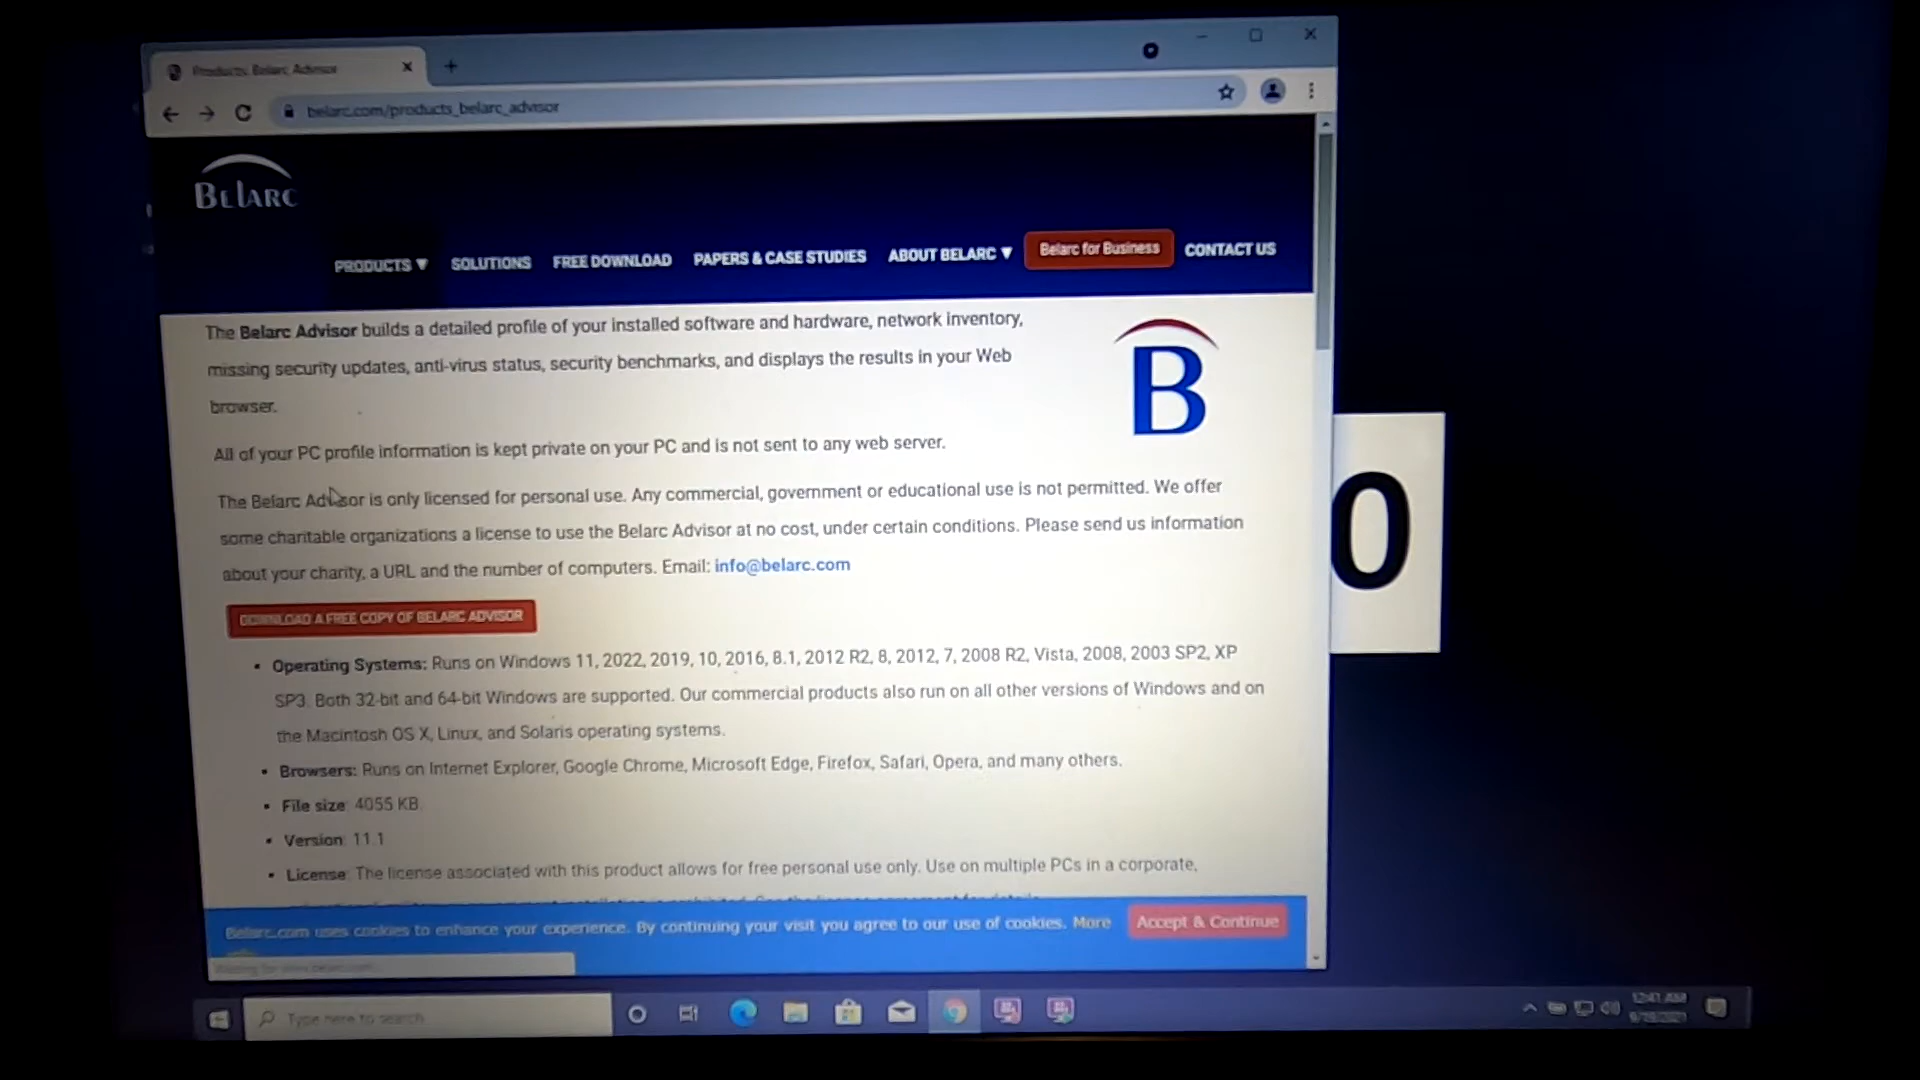 Products: Belarc Advisor
belarc.com/products_belarc_advisor
BELARC
PRODUCTS ▼ SOLUTIONS FREE DOWNLOAD PAPERS & CASE STUDIES ABOUT BELARC ▼ Belarc for Business CONTACT US
The Belarc Advisor builds a detailed profile of your installed software and hardware, network inventory,
missing security updates, anti-virus status, security benchmarks, and displays the results in your Web
browser.
B
All of your PC profile information is kept private on your PC and is not sent to any web server.
The Belarc Advisor is only licensed for personal use. Any commercial, government or educational use is not permitted. We offer
some charitable organizations a license to use the Belarc Advisor at no cost, under certain conditions. Please send us information
about your charity, a URL and the number of computers. Email: info@belarc.com
0
DOWNLOAD A FREE COPY OF BELARC ADVISOR
• Operating Systems: Runs on Windows 11, 2022, 2019, 10, 2016, 8.1, 2012 R2, 8, 2012, 7, 2008 R2, Vista, 2008, 2003 SP2, XP
SP3. Both 32-bit and 64-bit Windows are supported. Our commercial products also run on all other versions of Windows and on
the Macintosh OS X, Linux, and Solaris operating systems.
• Browsers: Runs on Internet Explorer, Google Chrome, Microsoft Edge, Firefox, Safari, Opera, and many others.
• File size: 4055 KB
• Version: 11.1
• License: The license associated with this product allows for free personal use only. Use on multiple PCs in a corporate,
Belarc.com uses cookies to enhance your experience. By continuing your visit you agree to our use of cookies. More Accept & Continue
Type here to search
12:41 AM